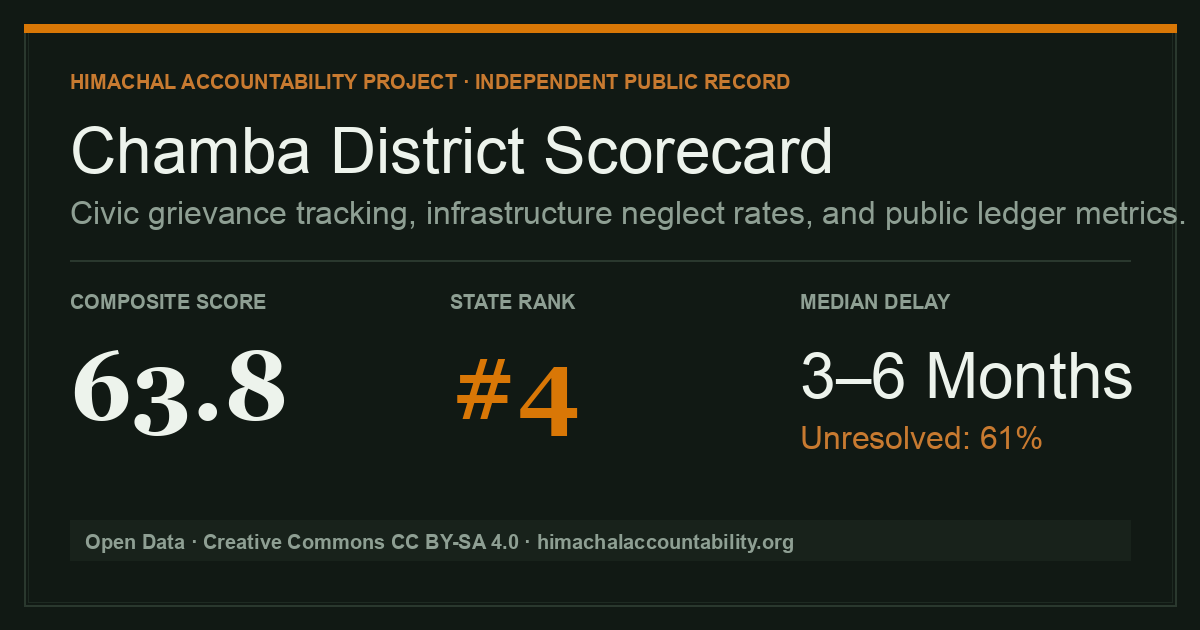 HIMACHAL ACCOUNTABILITY PROJECT · INDEPENDENT PUBLIC RECORD
Chamba District Scorecard
Civic grievance tracking, infrastructure neglect rates, and public ledger metrics.
COMPOSITE SCORE
63.8
STATE RANK
#4
MEDIAN DELAY
3–6 Months
Unresolved: 61%
Open Data · Creative Commons CC BY-SA 4.0 · himachalaccountability.org